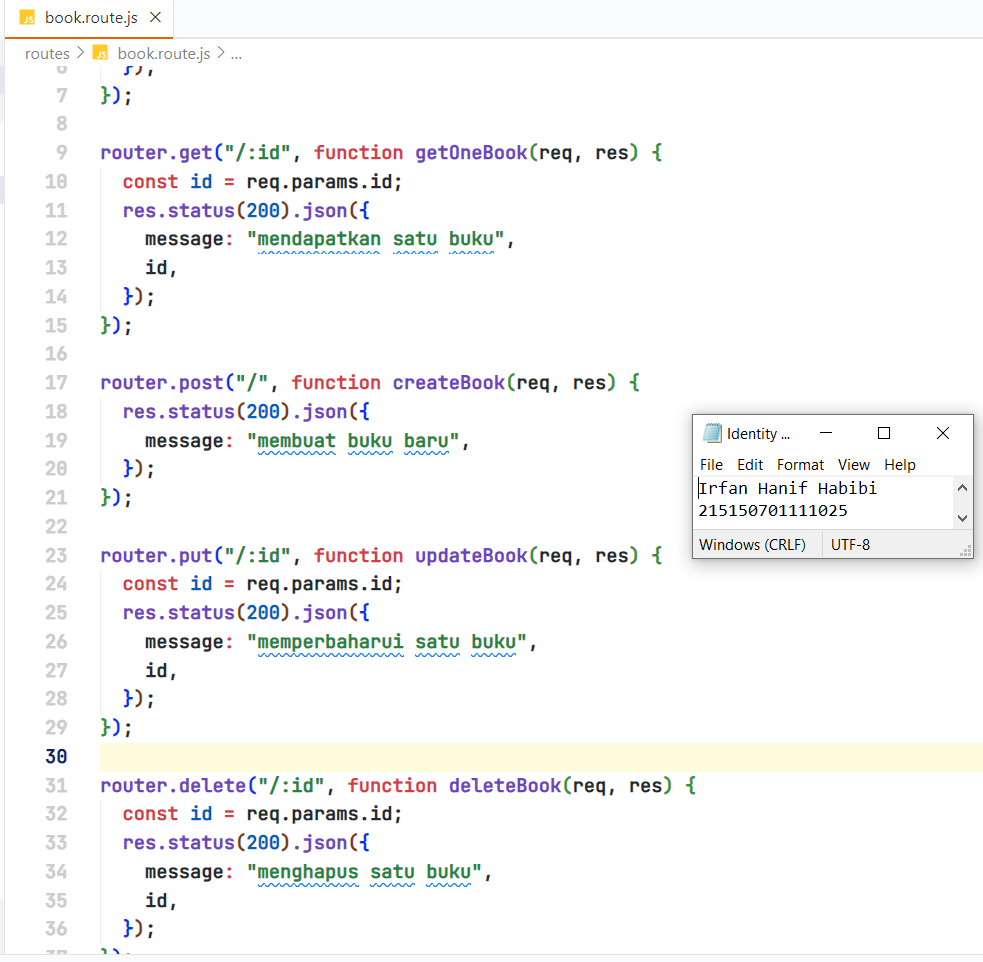 book.route.js
routes > book.route.js > ...
6 });
7 });
8
9 router.get("/:id", function getOneBook(req, res) {
10 const id = req.params.id;
11 res.status(200).json({
12 message: "mendapatkan satu buku",
13 id,
14 });
15 });
16
17 router.post("/", function createBook(req, res) {
18 res.status(200).json({
19 message: "membuat buku baru",
20 });
21 });
22
23 router.put("/:id", function updateBook(req, res) {
24 const id = req.params.id;
25 res.status(200).json({
26 message: "memperbaharui satu buku",
27 id,
28 });
29 });
30
31 router.delete("/:id", function deleteBook(req, res) {
32 const id = req.params.id;
33 res.status(200).json({
34 message: "menghapus satu buku",
35 id,
36 });
37 });
Identity ...
File Edit Format View Help
Irfan Hanif Habibi
215150701111025
Windows (CRLF) UTF-8